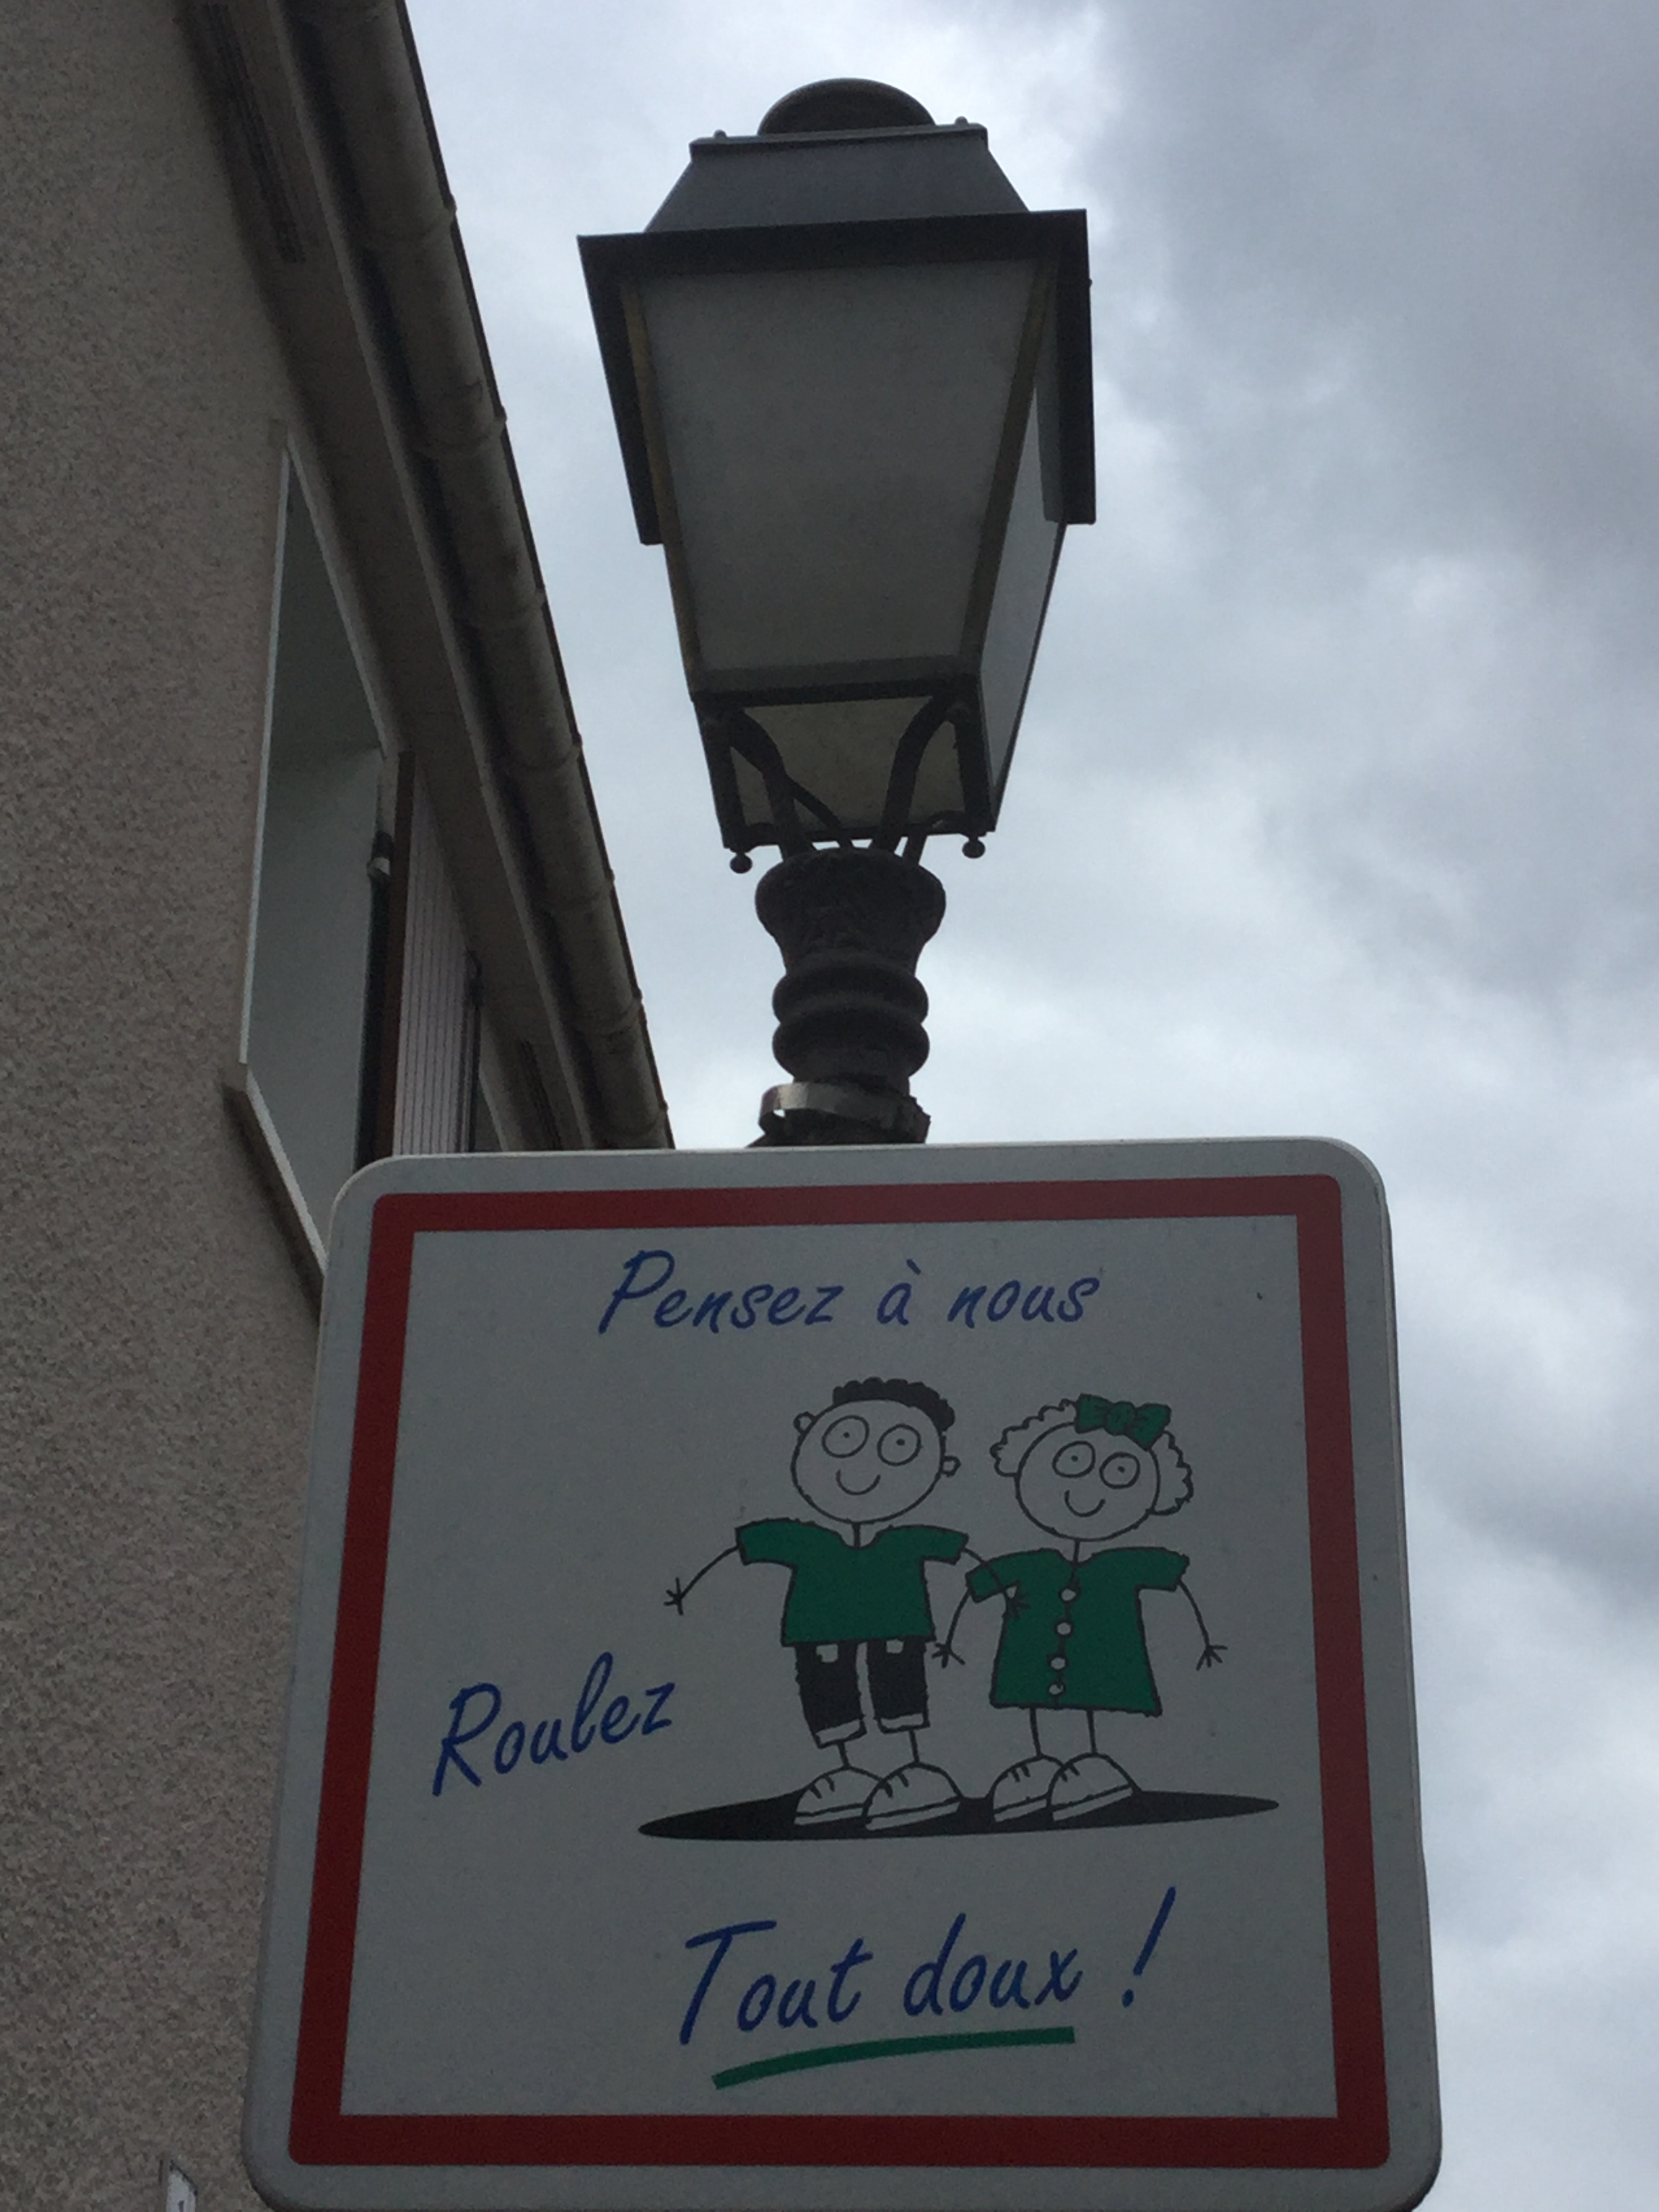 Pensez à nous
Roulez
Tout doux !